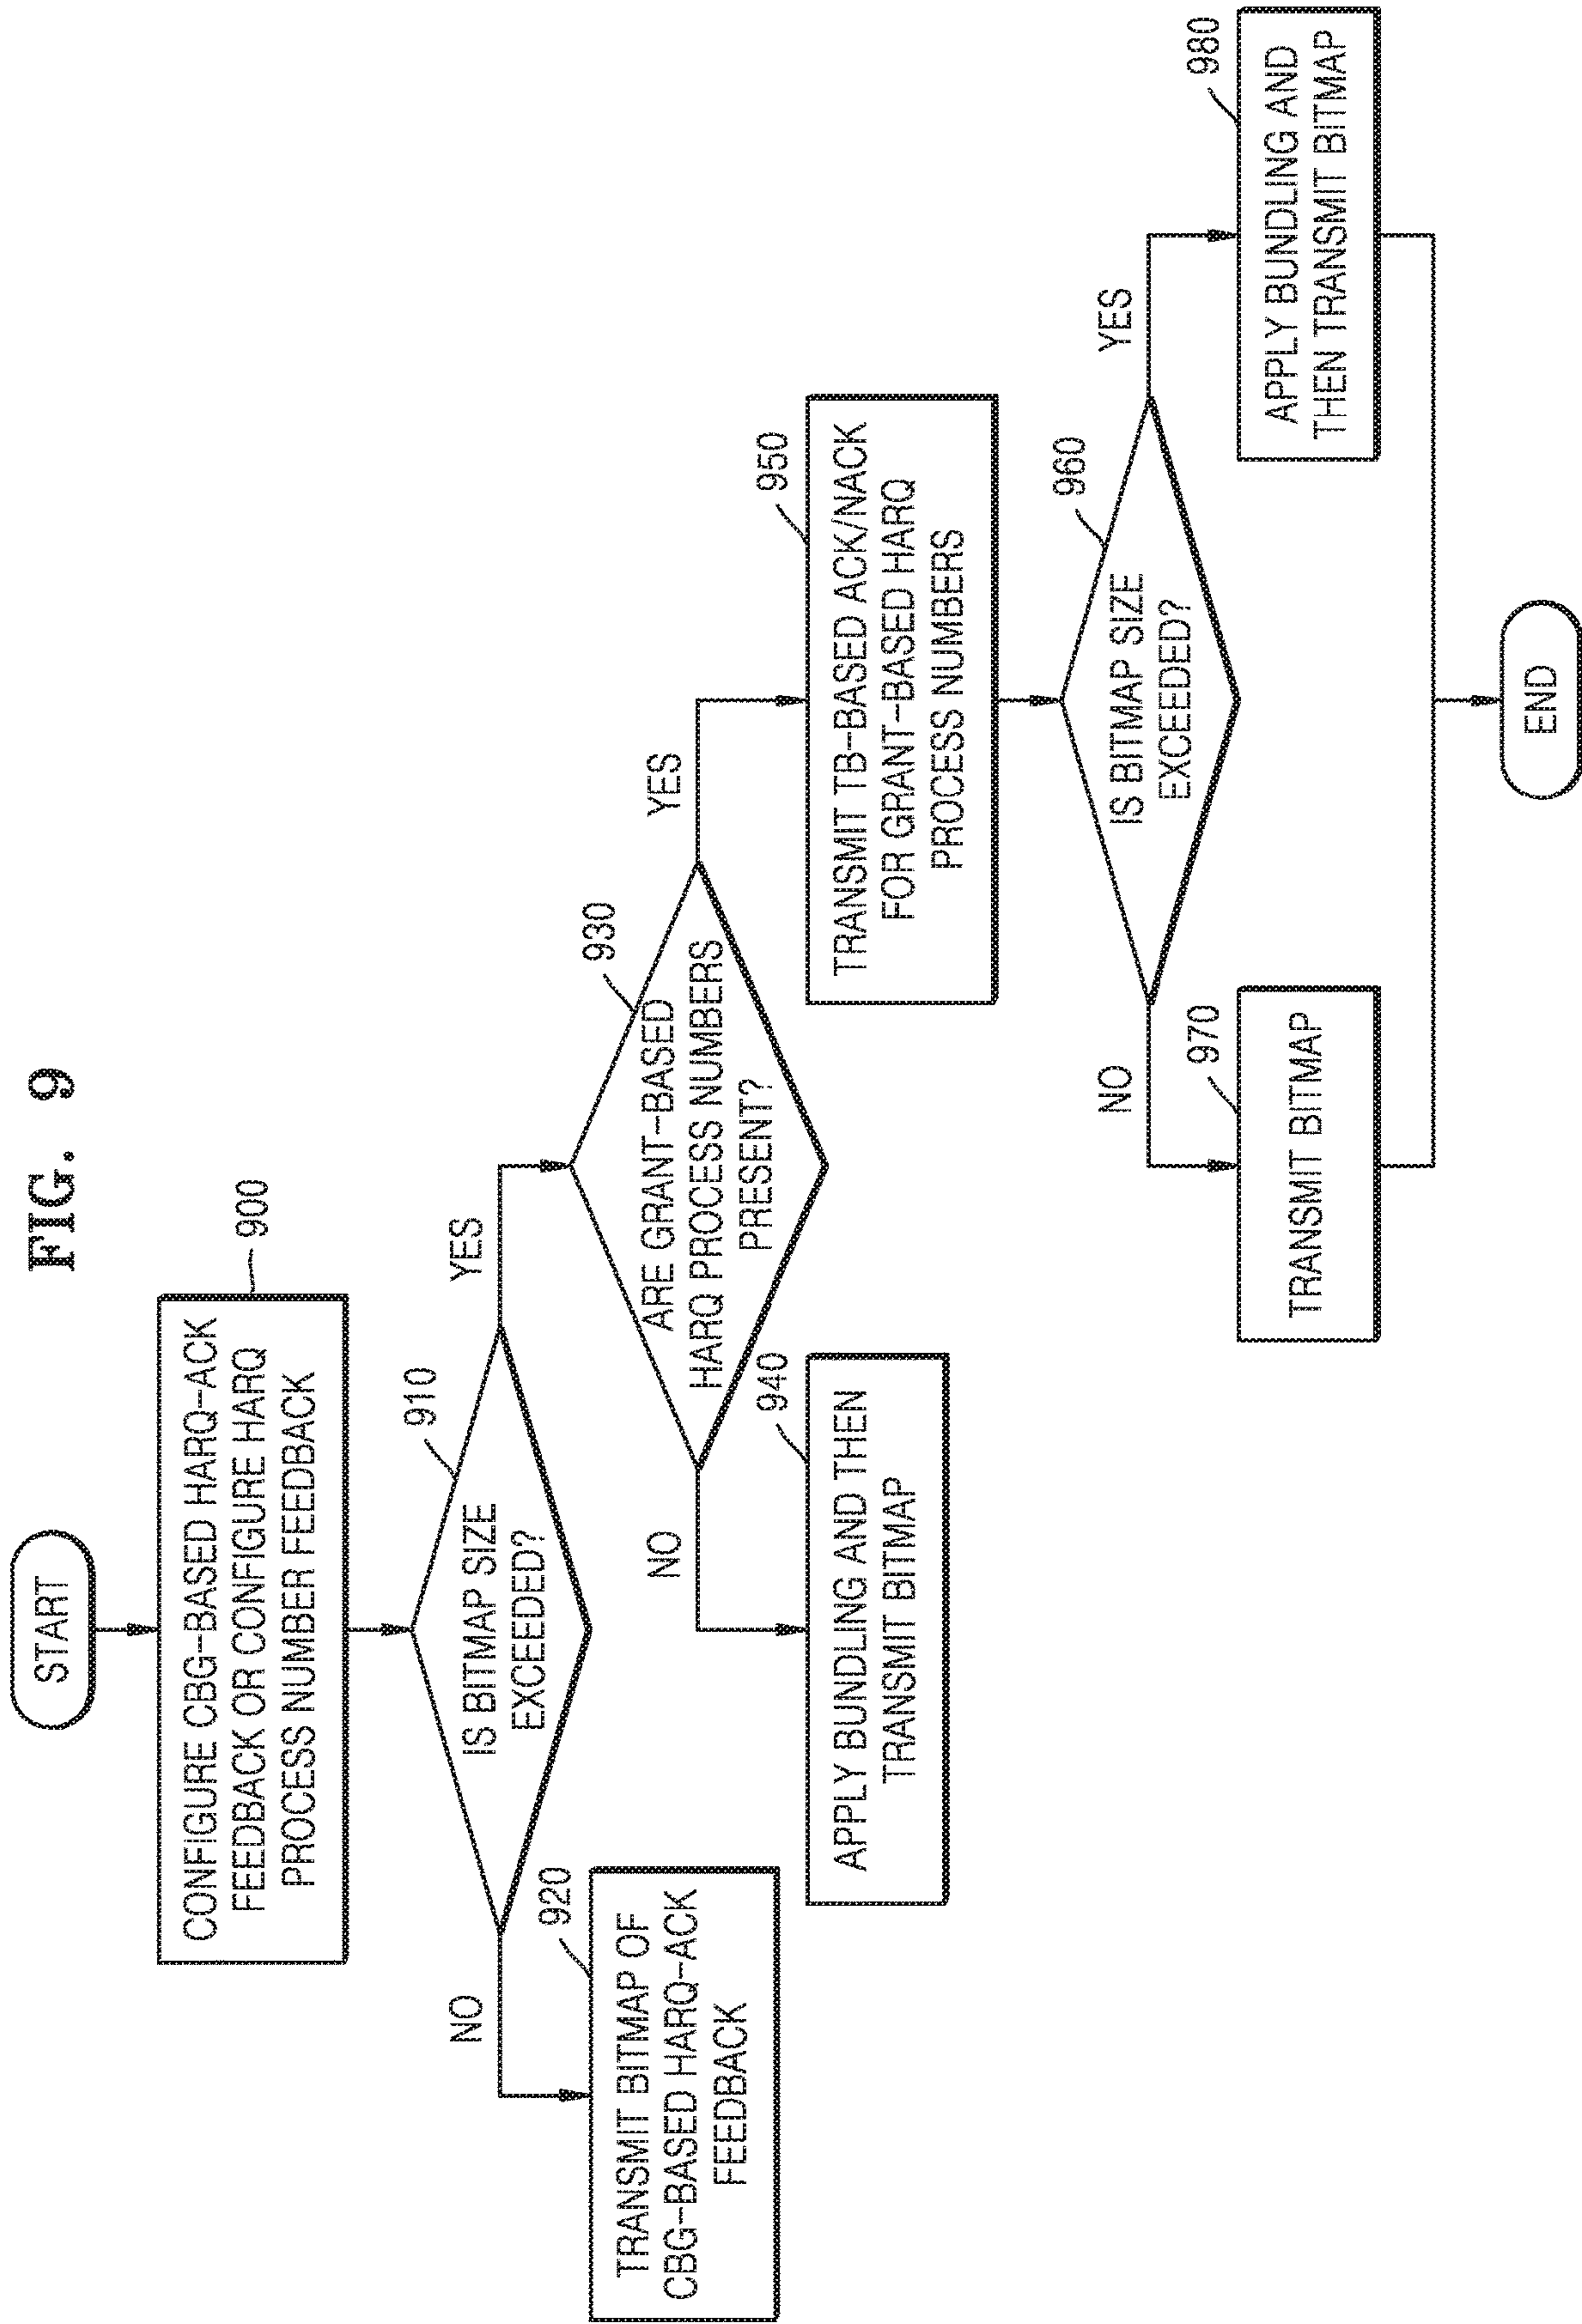 FIG. 9
START
900
CONFIGURE CBG-BASED HARQ-ACK
FEEDBACK OR CONFIGURE HARQ
PROCESS NUMBER FEEDBACK
910
IS BITMAP SIZE
EXCEEDED?
NO
YES
920
TRANSMIT BITMAP OF
CBG-BASED HARQ-ACK
FEEDBACK
930
ARE GRANT-BASED
HARQ PROCESS NUMBERS
PRESENT?
NO
YES
940
APPLY BUNDLING AND THEN
TRANSMIT BITMAP
950
TRANSMIT TB-BASED ACK/NACK
FOR GRANT-BASED HARQ
PROCESS NUMBERS
960
IS BITMAP SIZE
EXCEEDED?
NO
YES
970
TRANSMIT BITMAP
980
APPLY BUNDLING AND
THEN TRANSMIT BITMAP
END